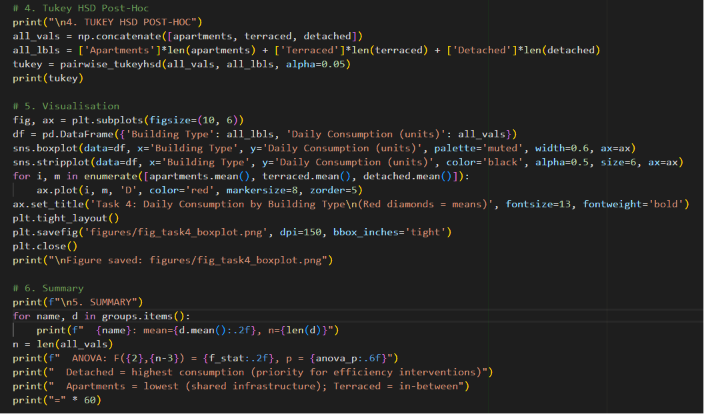 # 4. Tukey HSD Post-Hoc
print("\n4. TUKEY HSD POST-HOC")
all_vals = np.concatenate([apartments, terraced, detached])
all_lbls = ['Apartments']*len(apartments) + ['Terraced']*len(terraced) + ['Detached']*len(detached)
tukey = pairwise_tukeyhsd(all_vals, all_lbls, alpha=0.05)
print(tukey)

# 5. Visualisation
fig, ax = plt.subplots(figsize=(10, 6))
df = pd.DataFrame({'Building Type': all_lbls, 'Daily Consumption (units)': all_vals})
sns.boxplot(data=df, x='Building Type', y='Daily Consumption (units)', palette='muted', width=0.6, ax=ax)
sns.stripplot(data=df, x='Building Type', y='Daily Consumption (units)', color='black', alpha=0.5, size=6, ax=ax)
for i, m in enumerate([apartments.mean(), terraced.mean(), detached.mean()]):
    ax.plot(i, m, 'D', color='red', markersize=8, zorder=5)
ax.set_title('Task 4: Daily Consumption by Building Type\n(Red diamonds = means)', fontsize=13, fontweight='bold')
plt.tight_layout()
plt.savefig('figures/fig_task4_boxplot.png', dpi=150, bbox_inches='tight')
plt.close()
print("\nFigure saved: figures/fig_task4_boxplot.png")

# 6. Summary
print(f"\n5. SUMMARY")
for name, d in groups.items():
    print(f"  {name}: mean={d.mean():.2f}, n={len(d)}")
n = len(all_vals)
print(f"  ANOVA: F({2},{n-3}) = {f_stat:.2f}, p = {anova_p:.6f}")
print("  Detached = highest consumption (priority for efficiency interventions)")
print("  Apartments = lowest (shared infrastructure); Terraced = in-between")
print("=" * 60)